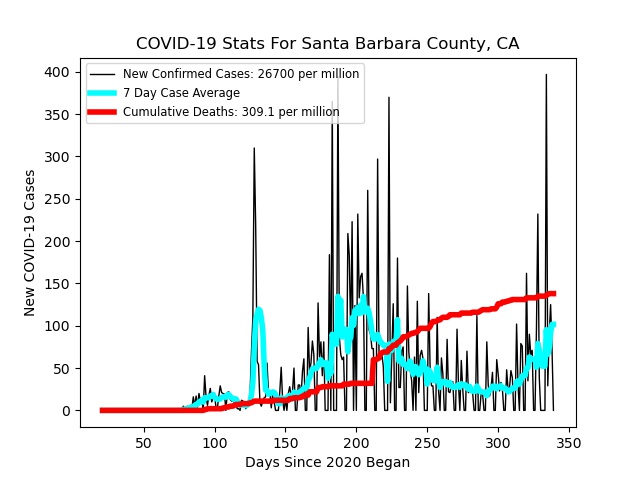 COVID-19 Stats For Santa Barbara County, CA
New Confirmed Cases: 26700 per million
7 Day Case Average
Cumulative Deaths: 309.1 per million
New COVID-19 Cases
400
350
300
250
200
150
100
50
0
50 100 150 200 250 300 350
Days Since 2020 Began